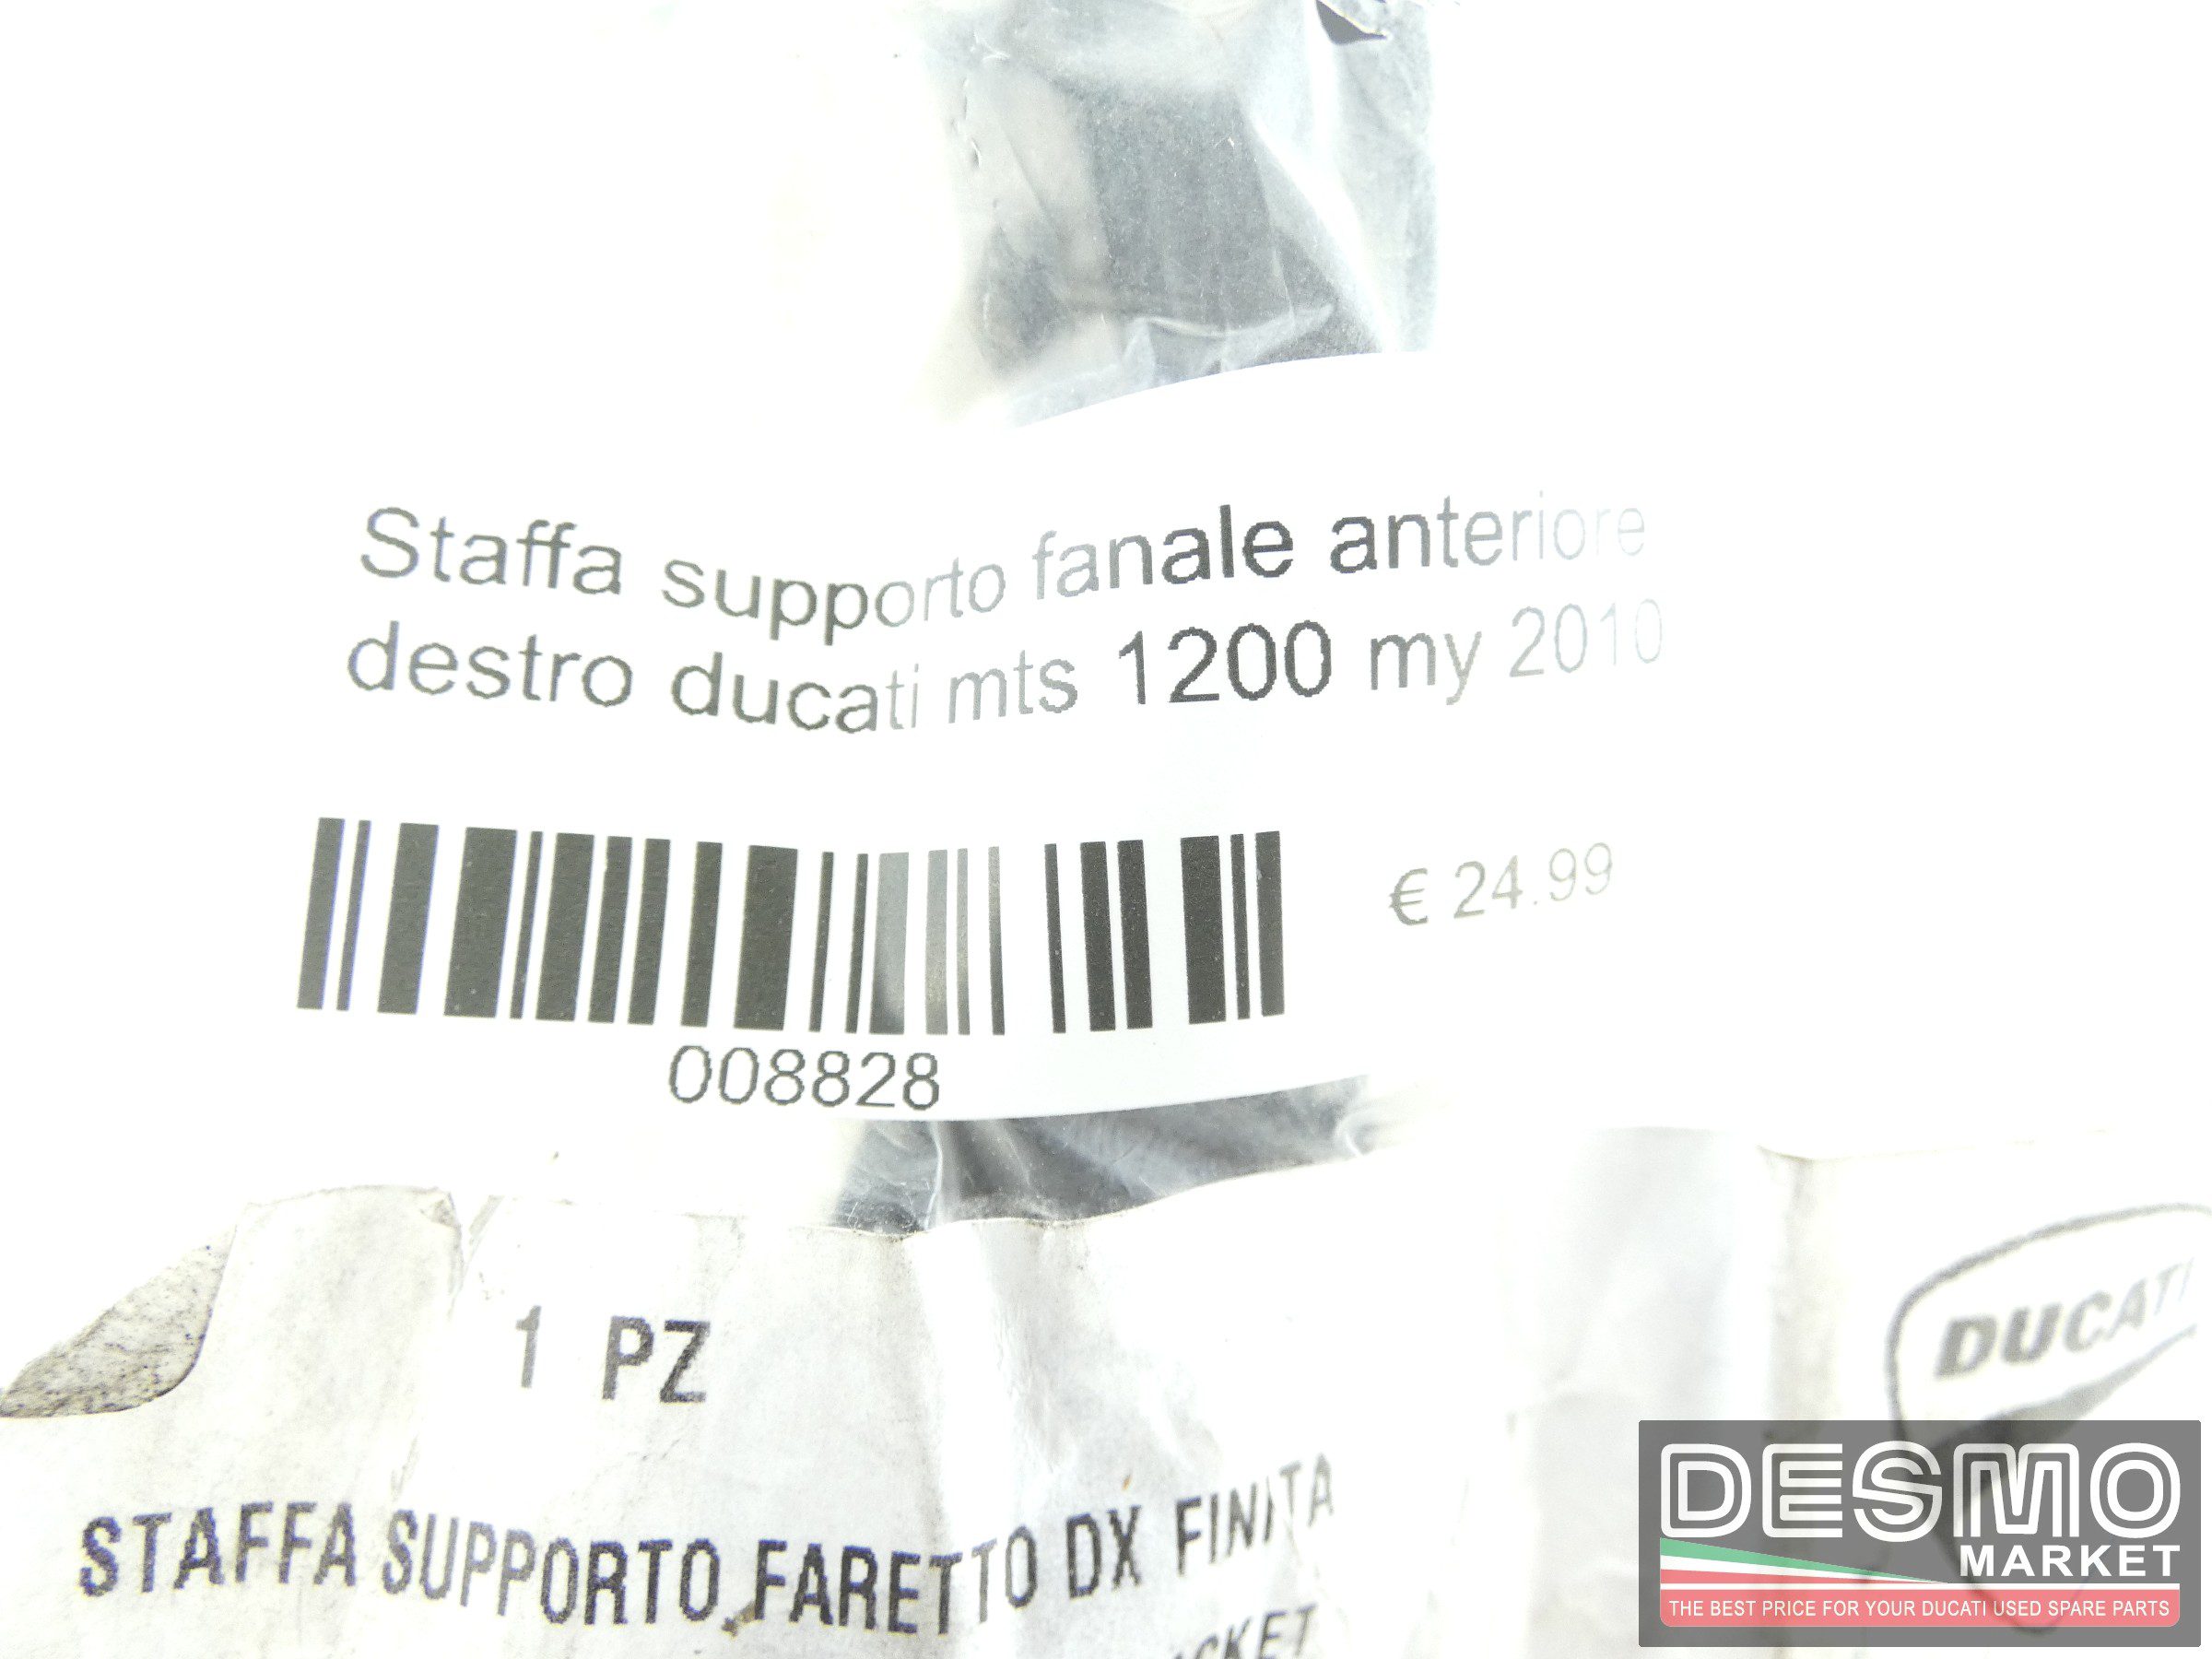 Staffa supporto fanale anteriore
destro ducati mts 1200 my 2010
€ 24.99
008828
1 PZ
DUCATI
STAFFA SUPPORTO FARETTO DX FINITA
DESMO
MARKET
THE BEST PRICE FOR YOUR DUCATI USED SPARE PARTS